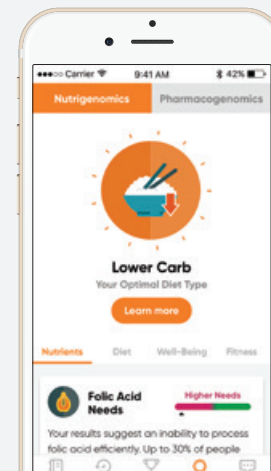 Carrier 9:41 AM 42%
Nutrigenomics Pharmacogenomics
Lower Carb
Your Optimal Diet Type
Learn more
Nutrients Diet Well-Being Fitness
Folic Acid Needs
Higher Needs
Your results suggest an inability to process
folic acid efficiently. Up to 30% of people